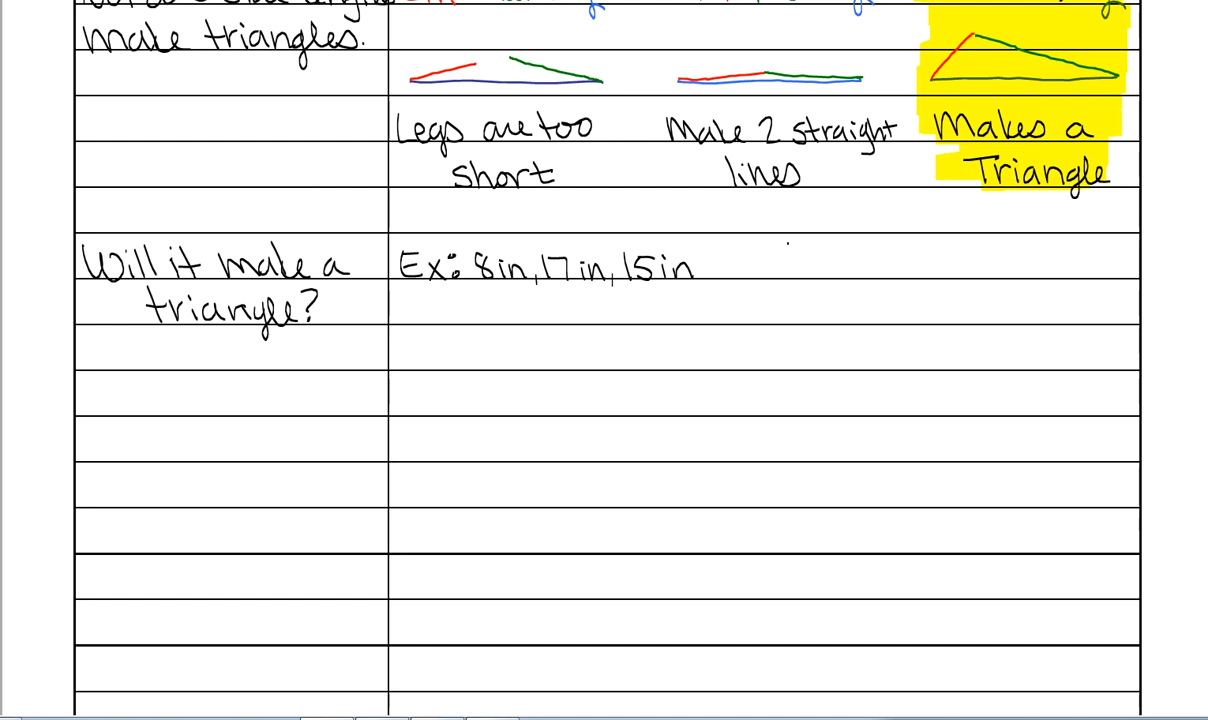 make triangles.
Legs are too
short
Make 2 straight
lines
Makes a
Triangle
Will it make a
triangle?
Ex: 8in, 17in, 15in